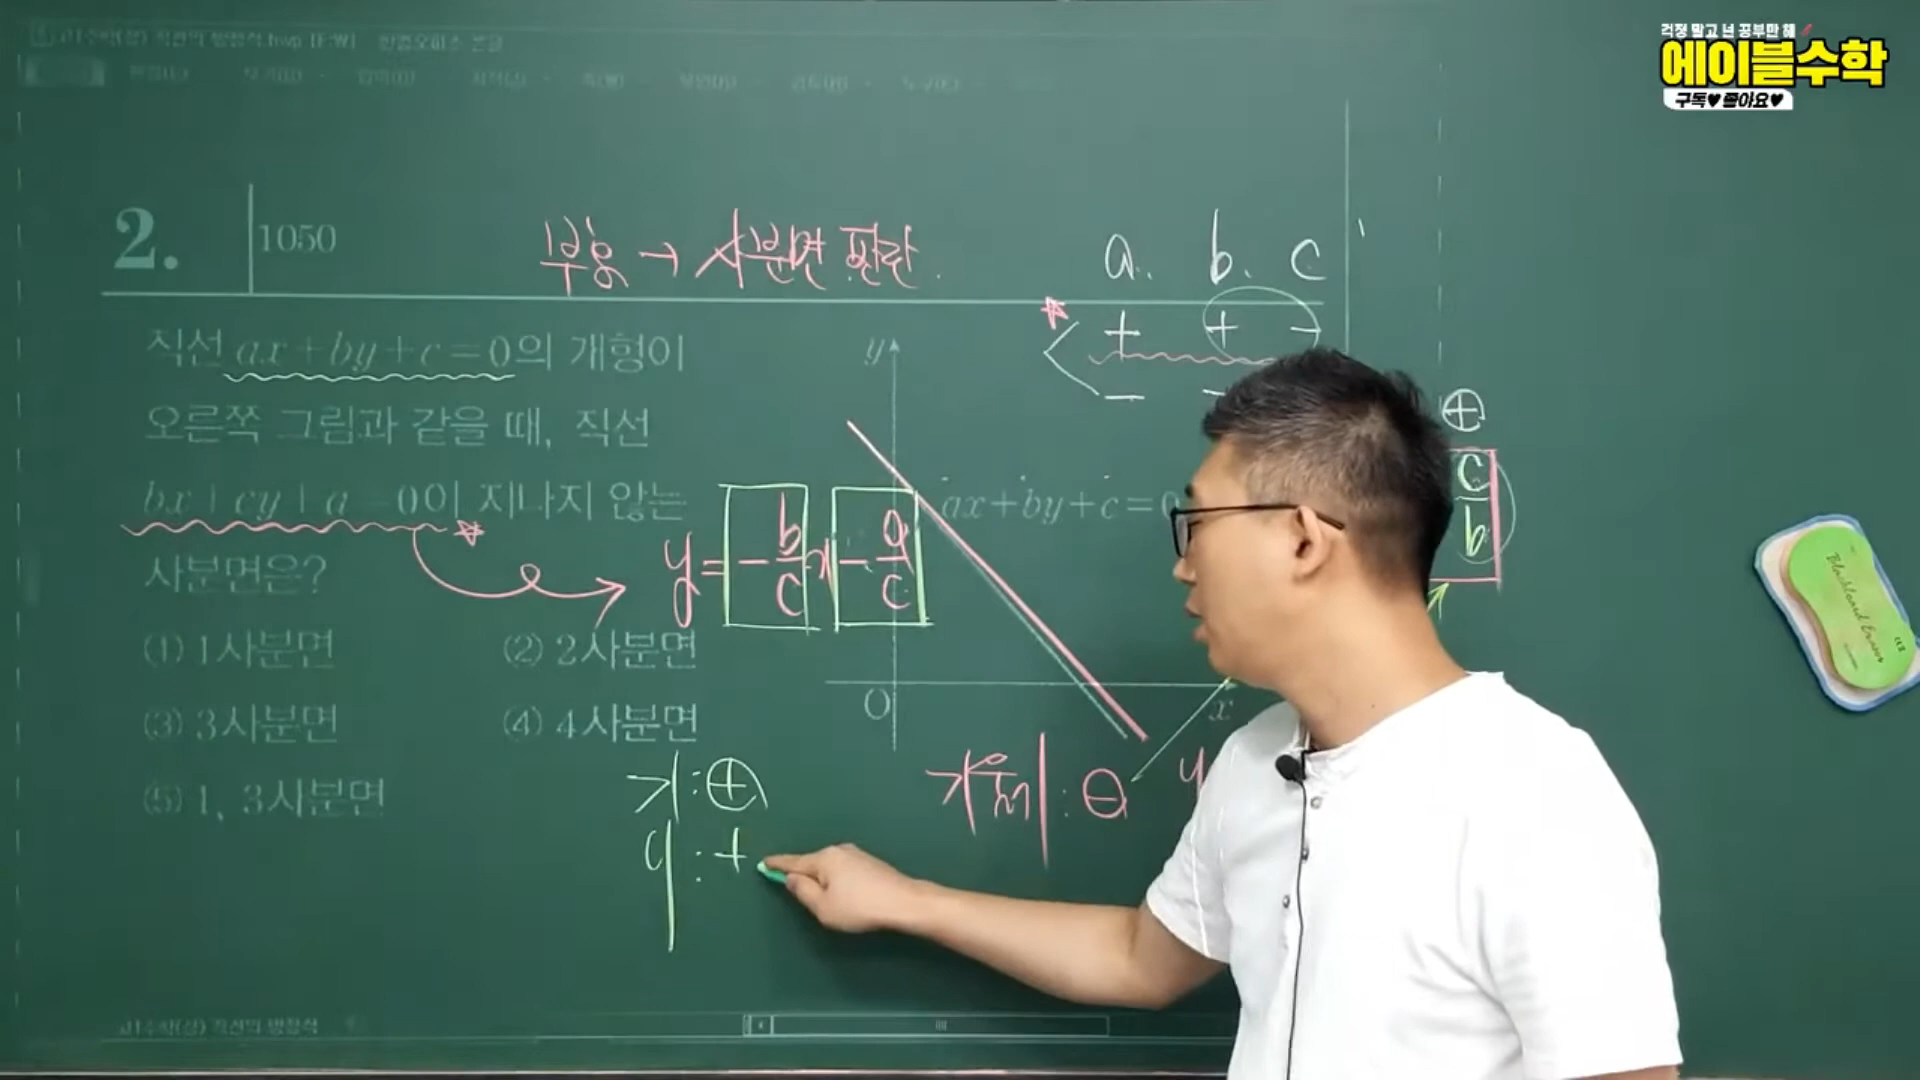 걱정 말고 넌 공부만 해
에이블수학
구독♥ 좋아요♥
2. 1050
부호 → 사분면 판단.
a. b. c
+ + -
직선 ax+by+c=0의 개형이
오른쪽 그림과 같을 때, 직선
bx+cy+a=0이 지나지 않는
사분면은?
(1) 1사분면 (2) 2사분면
(3) 3사분면 (4) 4사분면
(5) 1, 3사분면
y
ax+by+c=0
O
x
y = -b/c x - a/c
⊕
c/b
기울기 : ⊖
기 : ⊕
y : +
Blackboard Eraser
고1수학(상) 직선의 방정식